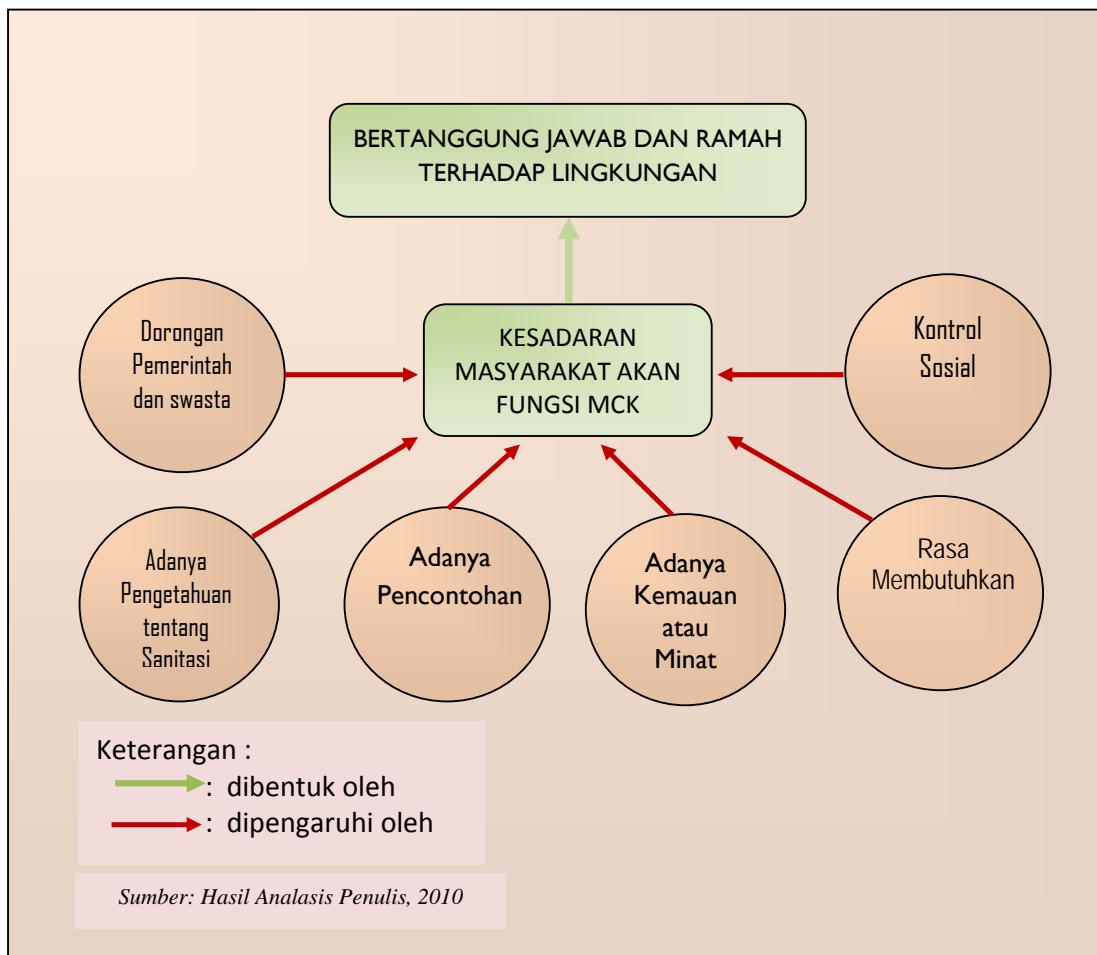 BERTANGGUNG JAWAB DAN RAMAH
TERHADAP LINGKUNGAN
Dorongan
Pemerintah
dan swasta
KESADARAN
MASYARAKAT AKAN
FUNGSI MCK
Kontrol
Sosial
Adanya
Pengetahuan
tentang
Sanitasi
Adanya
Pencontohan
Adanya
Kemauan
atau
Minat
Rasa
Membutuhkan
Keterangan :
: dibentuk oleh
: dipengaruhi oleh
Sumber: Hasil Analasis Penulis, 2010